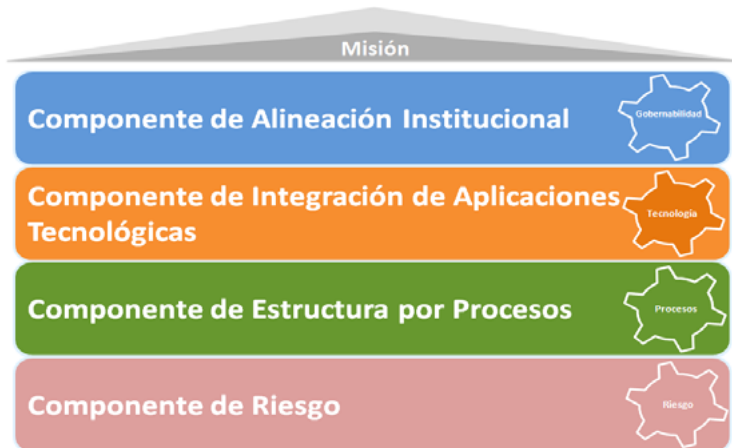 Misión
Componente de Alineación Institucional
Gobernabilidad
Componente de Integración de Aplicaciones
Tecnológicas
Tecnología
Componente de Estructura por Procesos
Procesos
Componente de Riesgo
Riesgo